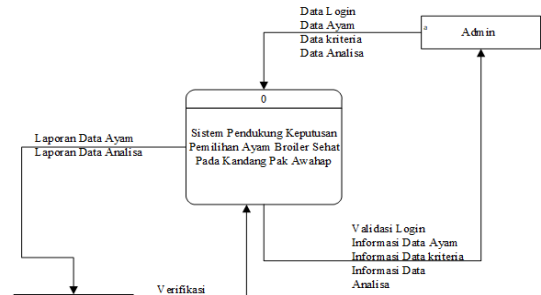 Data Login
Data Ayam
Data kriteria
Data Analisa
a
Admin
0
Sistem Pendukung Keputusan
Pemilihan Ayam Broiler Sehat
Pada Kandang Pak Awahap
Laporan Data Ayam
Laporan Data Analisa
Validasi Login
Informasi Data Ayam
Informasi Data kriteria
Informasi Data
Analisa
Verifikasi